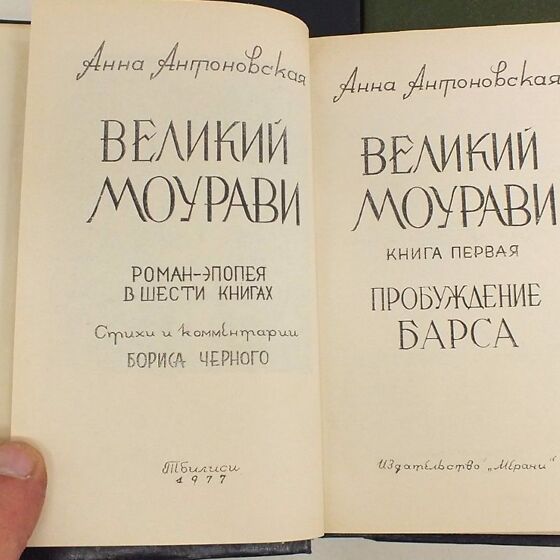 Анна Антоновская
ВЕЛИКИЙ
МОУРАВИ
РОМАН-ЭПОПЕЯ
В ШЕСТИ КНИГАХ
Стихи и комментарии
БОРИСА ЧЕРНОГО
Тбилиси
1977
Анна Антоновская
ВЕЛИКИЙ
МОУРАВИ
КНИГА ПЕРВАЯ
ПРОБУЖДЕНИЕ
БАРСА
Издательство „Мерани"